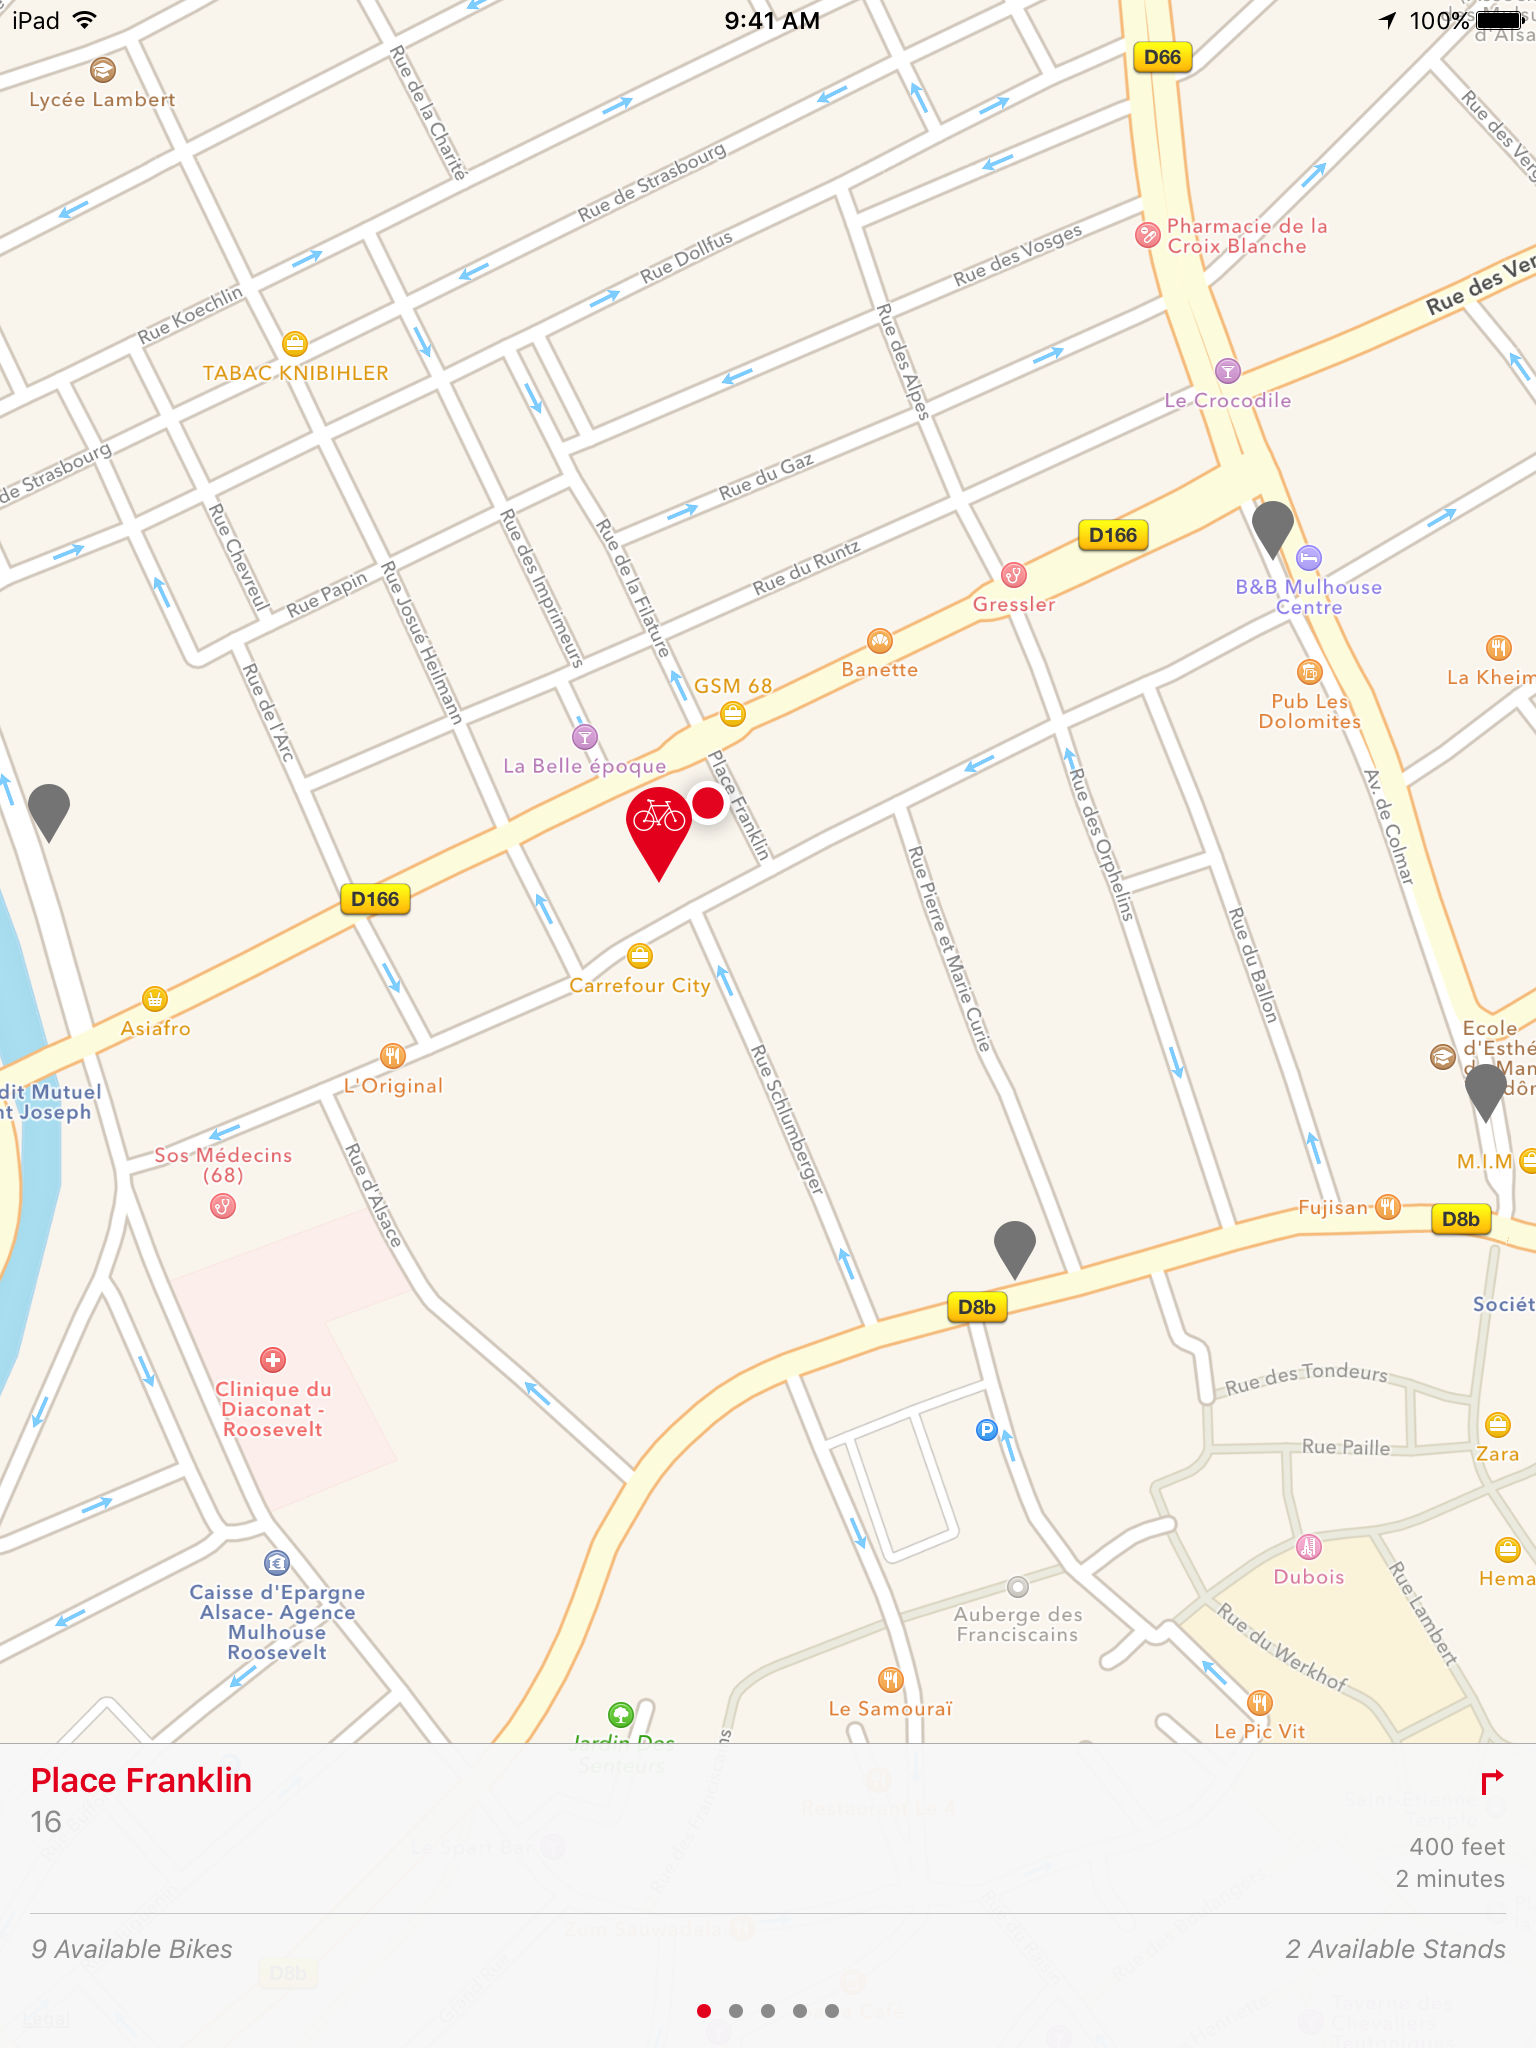 iPad
9:41 AM
100%
d'Alsa
D66
Lycée Lambert
Rue de la Charité
Rue de Strasbourg
Rue des Verg
Pharmacie de la
Croix Blanche
Rue Dollfus
Rue des Vosges
Rue des Ver
Rue Koechlin
TABAC KNIBIHLER
Rue des Alpes
Le Crocodile
de Strasbourg
Rue du Gaz
Rue Chevreul
Rue des Imprimeurs
Rue de la Filature
D166
Rue du Runtz
Rue Papin
Rue Josué Heilmann
Gressler
B&B Mulhouse
Centre
Banette
La Kheim
Rue de l'Arc
GSM 68
Pub Les
Dolomites
La Belle époque
Place Franklin
Rue des Orphelins
Av. de Colmar
D166
Rue Pierre et Marie Curie
Rue du Ballon
Carrefour City
Asiafro
Ecole
d'Esthé
L'Original
dit Mutuel
nt Joseph
Rue Schlumberger
Sos Médecins
(68)
M.I.M
Rue d'Alsace
Fujisan
D8b
D8b
Sociét
Clinique du
Diaconat -
Roosevelt
Rue des Tondeurs
Rue Paille
Zara
Dubois
Hema
Caisse d'Epargne
Alsace- Agence
Mulhouse
Roosevelt
Auberge des
Franciscains
Rue Lambert
Rue du Werkhof
Le Samouraï
Le Pic Vit
Jardin Des
Senteurs
Place Franklin
16
400 feet
2 minutes
9 Available Bikes
2 Available Stands
D8b
Legal